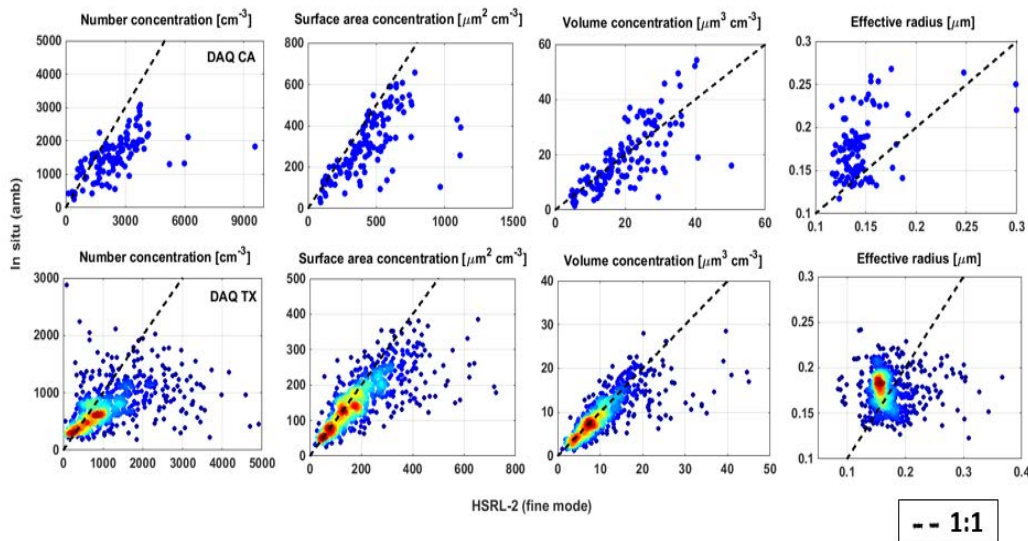 Number concentration [cm-3]
Surface area concentration [μm2 cm-3]
Volume concentration [μm3 cm-3]
Effective radius [μm]
5000
4000
3000
2000
1000
0
DAQ CA
0 3000 6000 9000
800
600
400
200
0
0 500 1000 1500
60
40
20
0
0 20 40 60
0.3
0.25
0.2
0.15
0.1
0.1 0.15 0.2 0.25 0.3
In situ (amb)
Number concentration [cm-3]
Surface area concentration [μm2 cm-3]
Volume concentration [μm3 cm-3]
Effective radius [μm]
3000
2000
1000
0
DAQ TX
0 1000 2000 3000 4000 5000
500
400
300
200
100
0
0 200 400 600 800
40
30
20
10
0
0 10 20 30 40 50
0.3
0.25
0.2
0.15
0.1
0.1 0.2 0.3 0.4
HSRL-2 (fine mode)
1:1